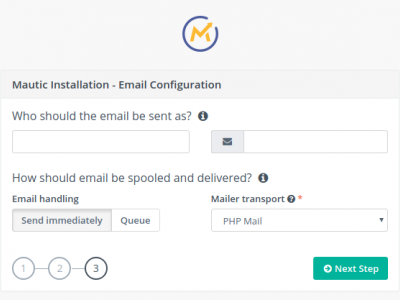 Mautic Installation - Email Configuration
Who should the email be sent as?
How should email be spooled and delivered?
Email handling
Mailer transport *
Send immediately Queue
PHP Mail
1 2 3
Next Step